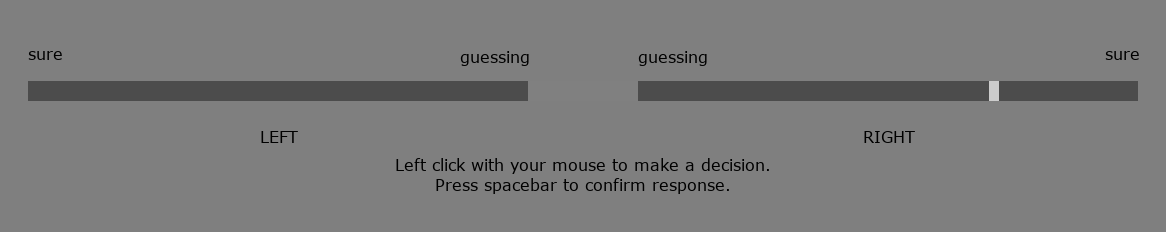 sure guessing guessing sure
LEFT RIGHT
Left click with your mouse to make a decision.
Press spacebar to confirm response.